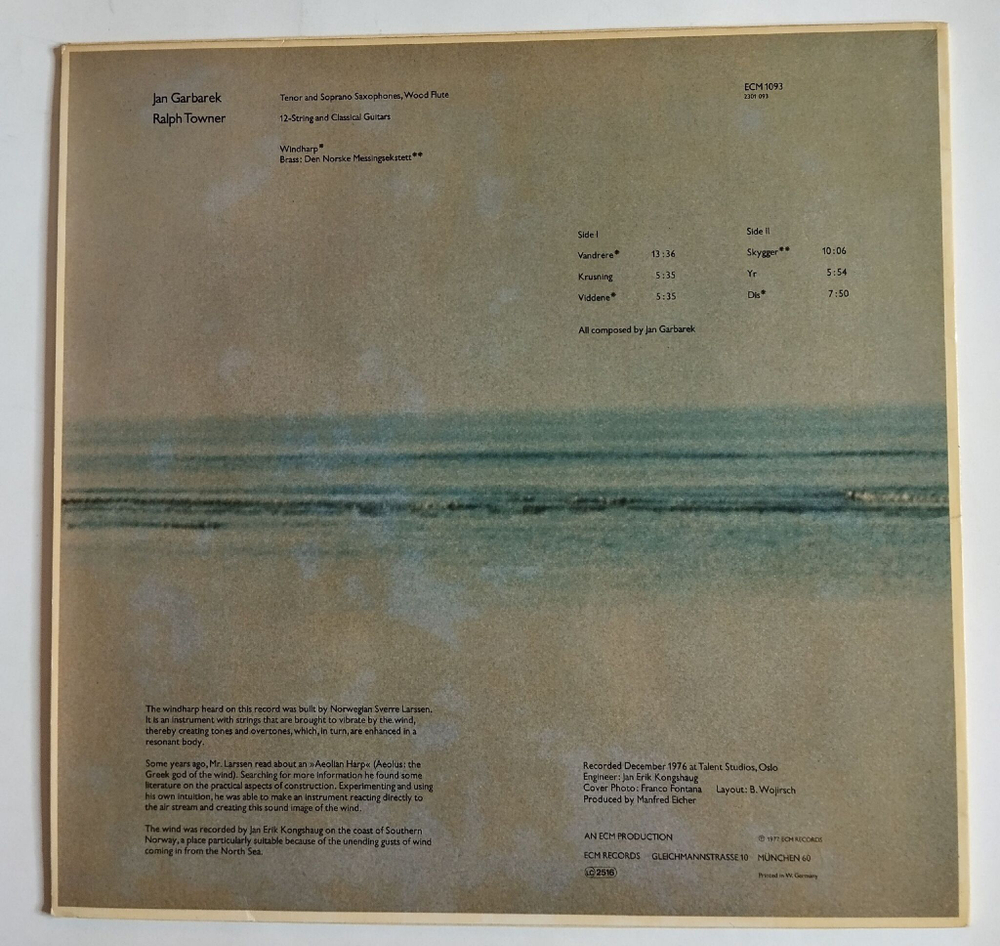 Jan Garbarek Tenor and Soprano Saxophones, Wood Flute
Ralph Towner 12-String and Classical Guitars
Windharp*
Brass: Den Norske Messingsekstett**
ECM 1093
2301 093
Side I
Vandrere* 13:36
Krusning 5:35
Viddene* 5:35
Side II
Skygger** 10:06
Yr 5:54
Dis* 7:50
All composed by Jan Garbarek
The windharp heard on this record was built by Norwegian Sverre Larssen.
It is an instrument with strings that are brought to vibrate by the wind,
thereby creating tones and overtones, which, in turn, are enhanced in a
resonant body.
Some years ago, Mr. Larssen read about an »Aeolian Harp« (Aeolus: the
Greek god of the wind). Searching for more information he found some
literature on the practical aspects of construction. Experimenting and using
his own intuition, he was able to make an instrument reacting directly to
the air stream and creating this sound image of the wind.
The wind was recorded by Jan Erik Kongshaug on the coast of Southern
Norway, a place particularly suitable because of the unending gusts of wind
coming in from the North Sea.
Recorded December 1976 at Talent Studios, Oslo
Engineer: Jan Erik Kongshaug
Cover Photo: Franco Fontana Layout: B. Wojirsch
Produced by Manfred Eicher
AN ECM PRODUCTION ℗ 1977 ECM RECORDS
ECM RECORDS GLEICHMANNSTRASSE 10 MÜNCHEN 60
LC 2516 Printed in W. Germany